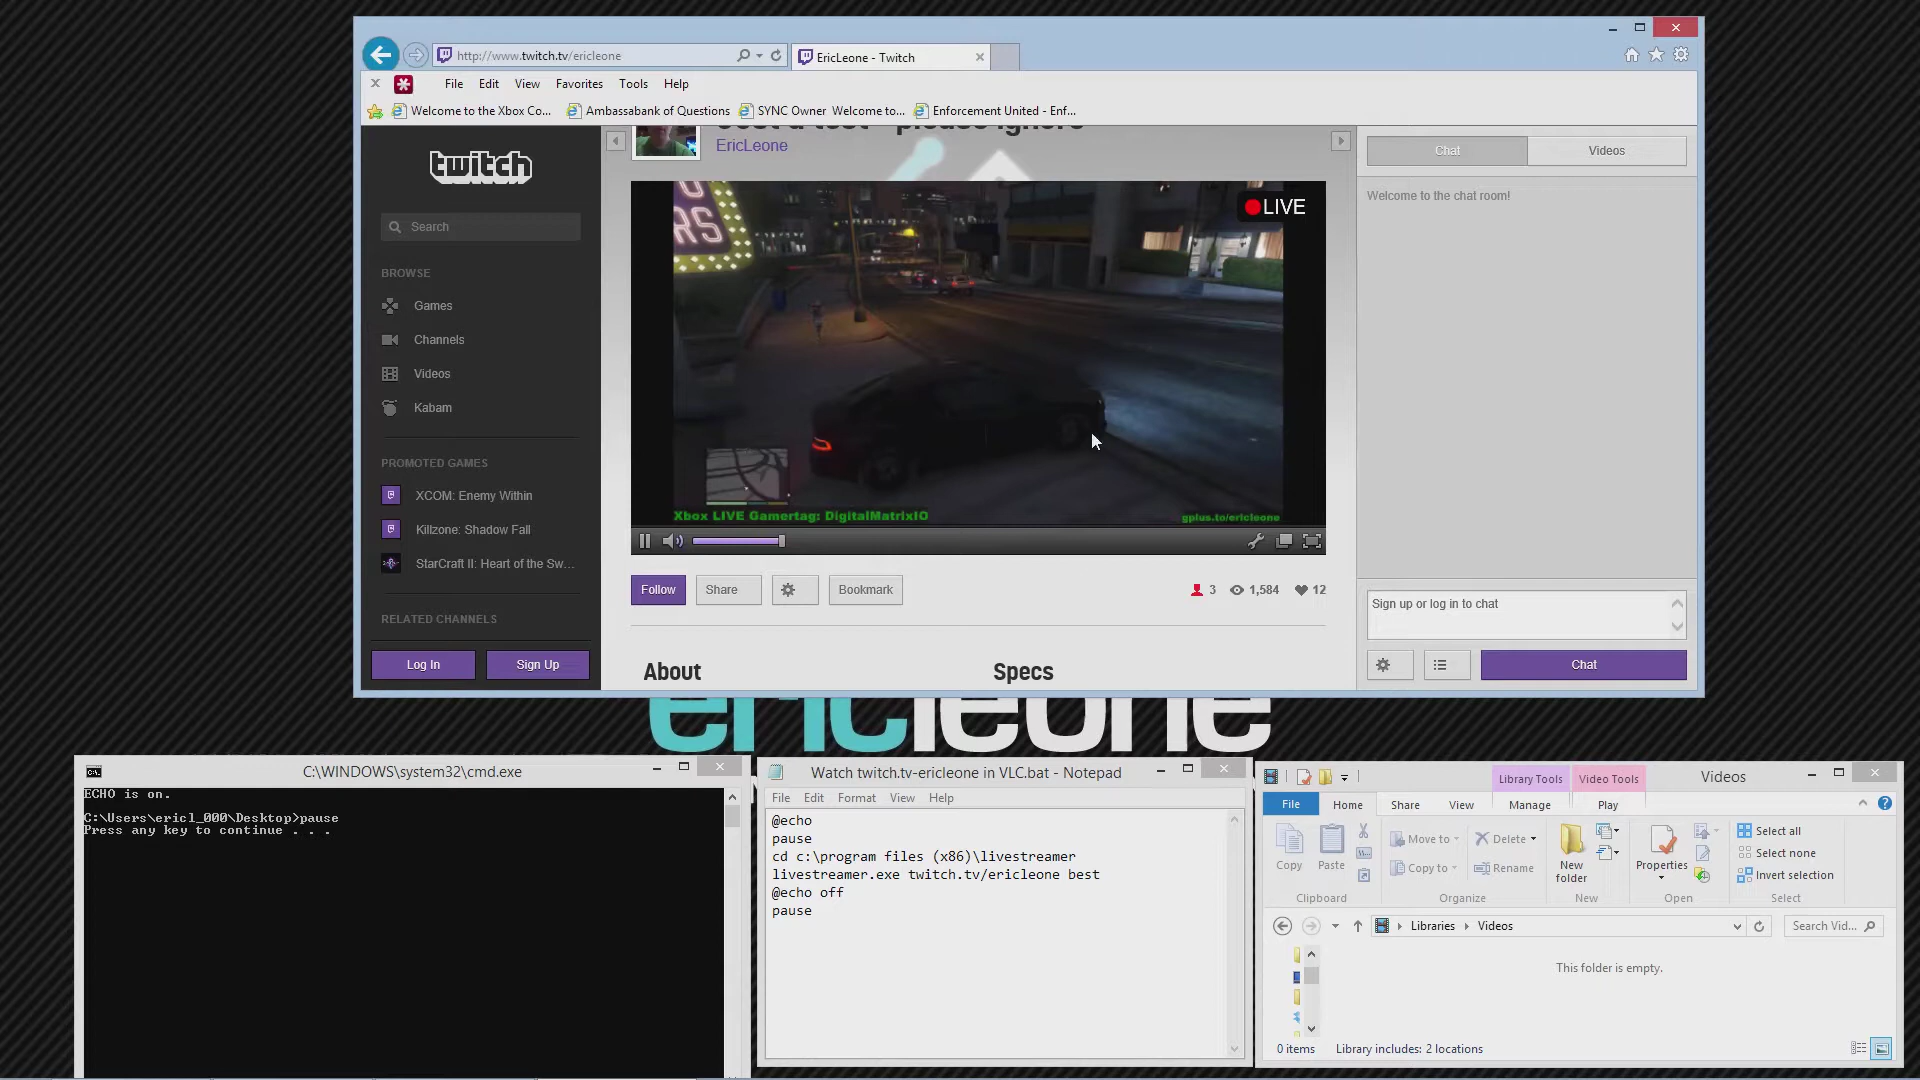 http://www.twitch.tv/ericleone
EricLeone - Twitch
File Edit View Favorites Tools Help
Welcome to the Xbox Co...
Ambassabank of Questions
SYNC Owner Welcome to...
Enforcement United - Enf...
twitch
Search
BROWSE
Games
Channels
Videos
Kabam
PROMOTED GAMES
XCOM: Enemy Within
Killzone: Shadow Fall
StarCraft II: Heart of the Sw...
RELATED CHANNELS
Log In
Sign Up
Just a test - please ignore
EricLeone
LIVE
Xbox LIVE Gamertag: DigitalMatrixIO
gplus.to/ericleone
Follow
Share
Bookmark
3
1,584
12
About
Specs
Chat
Videos
Welcome to the chat room!
Sign up or log in to chat
Chat
ericleone
C:\WINDOWS\system32\cmd.exe
ECHO is on.
C:\Users\ericl_000\Desktop>pause
Press any key to continue . . .
Watch twitch.tv-ericleone in VLC.bat - Notepad
File Edit Format View Help
@echo
pause
cd c:\program files (x86)\livestreamer
livestreamer.exe twitch.tv/ericleone best
@echo off
pause
Library Tools
Video Tools
Videos
File
Home
Share
View
Manage
Play
Copy
Paste
Clipboard
Move to
Copy to
Delete
Rename
Organize
New folder
New
Properties
Open
Select all
Select none
Invert selection
Select
Libraries
Videos
Search Vid...
This folder is empty.
0 items
Library includes: 2 locations